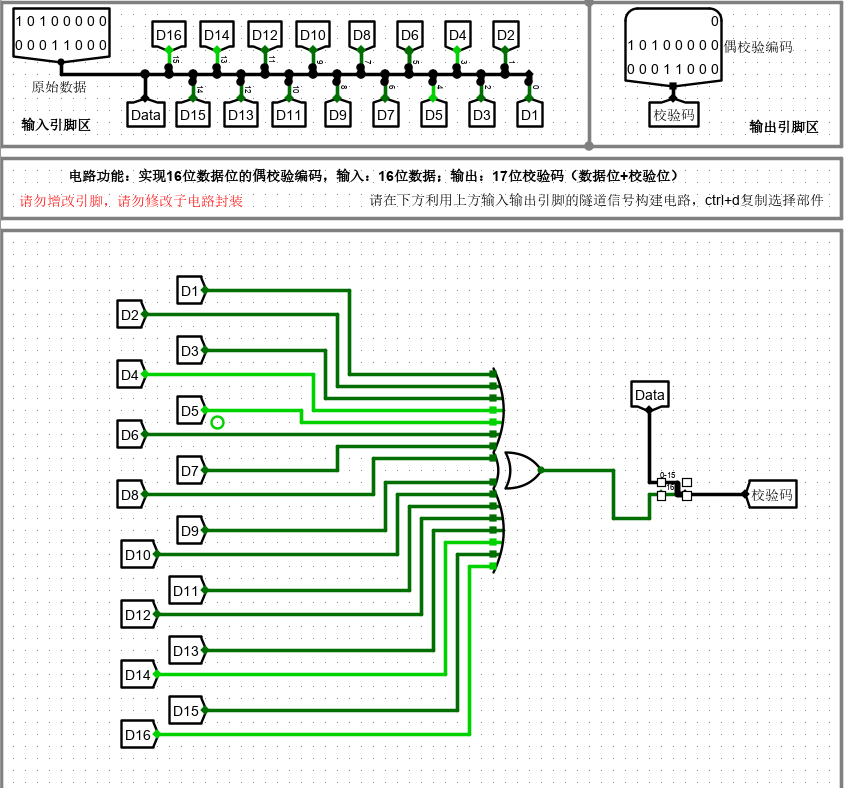 1 0 1 0 0 0 0 0
0 0 0 1 1 0 0 0
原始数据
输入引脚区
D16 D14 D12 D10 D8 D6 D4 D2
15 13 11 9 7 5 3 1
14 12 10 8 6 4 2 0
Data D15 D13 D11 D9 D7 D5 D3 D1
0
1 0 1 0 0 0 0 0
0 0 0 1 1 0 0 0
偶校验编码
校验码
输出引脚区
电路功能：实现16位数据位的偶校验编码，输入：16位数据；输出：17位校验码（数据位+校验位）
请勿增改引脚，请勿修改子电路封装
请在下方利用上方输入输出引脚的隧道信号构建电路，ctrl+d复制选择部件
D1
D2
D3
D4
D5
D6
D7
D8
D9
D10
D11
D12
D13
D14
D15
D16
Data
0-15
16
校验码